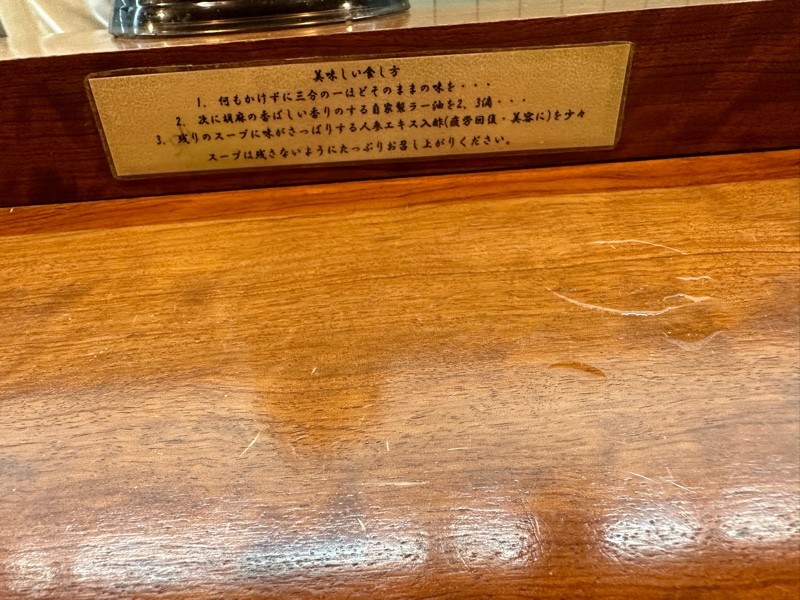 美味しい食し方
1. 何もかけずに三分の一ほどそのままの味を・・・
2. 次に胡麻の香ばしい香りのする自家製ラー油を2、3滴・・・
3. 残りのスープに味がさっぱりする人参エキス入酢(疲労回復・美容に)を少々
スープは残さないようにたっぷりお召し上がりください。